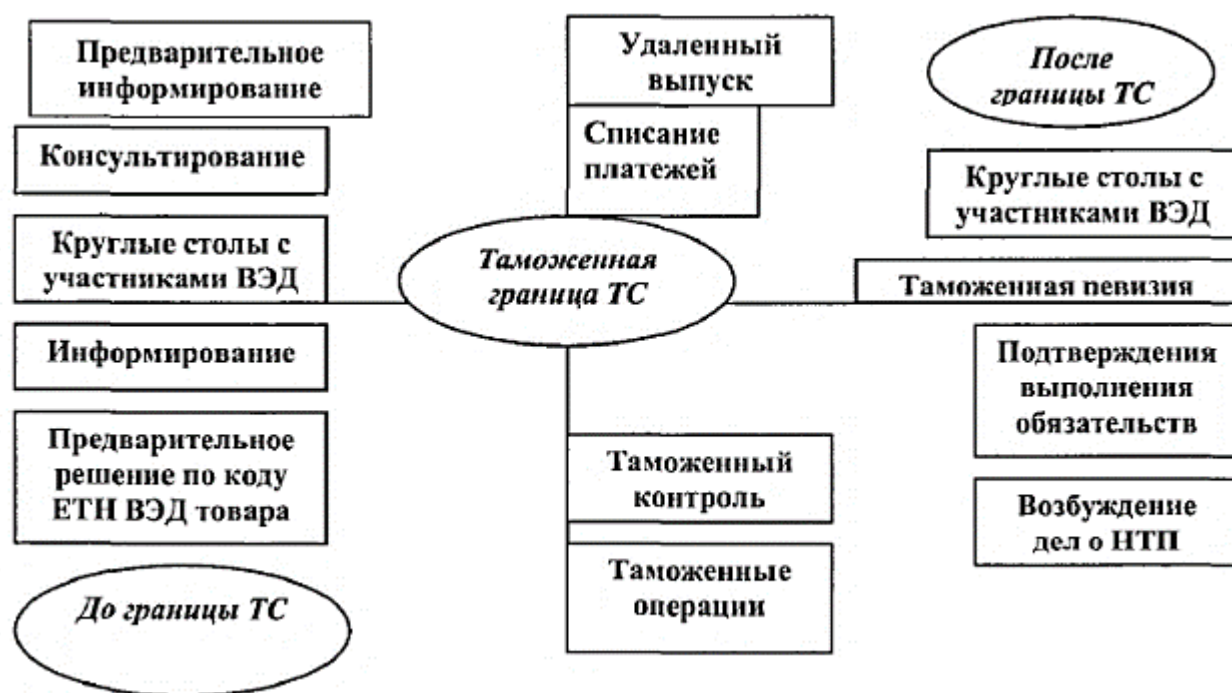 Предварительное
информирование
Консультирование
Круглые столы с
участниками ВЭД
Информирование
Предварительное
решение по коду
ЕТН ВЭД товара
До границы ТС
Удаленный
выпуск
Списание
платежей
Таможенная
граница ТС
Таможенный
контроль
Таможенные
операции
После
границы ТС
Круглые столы с
участниками ВЭД
Таможенная певизия
Подтверждения
выполнения
обязательств
Возбуждение
дел о НТП